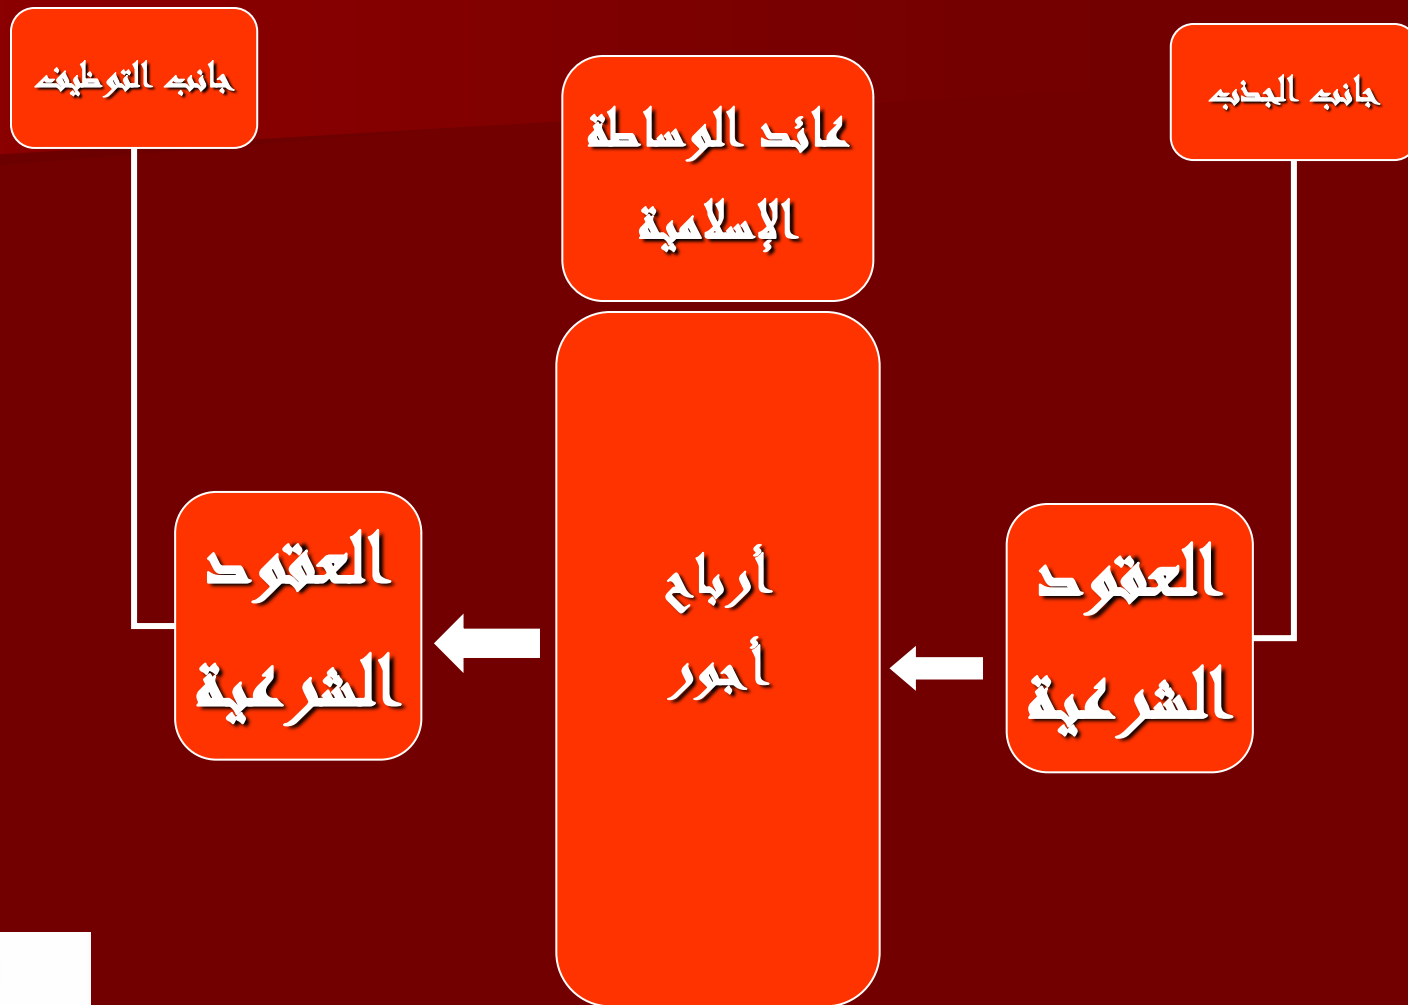 جانب الجذب
عائد الوساطة
الإسلامية
جانب التوظيف
العقود
الشرعية
أرباح
أجور
العقود
الشرعية